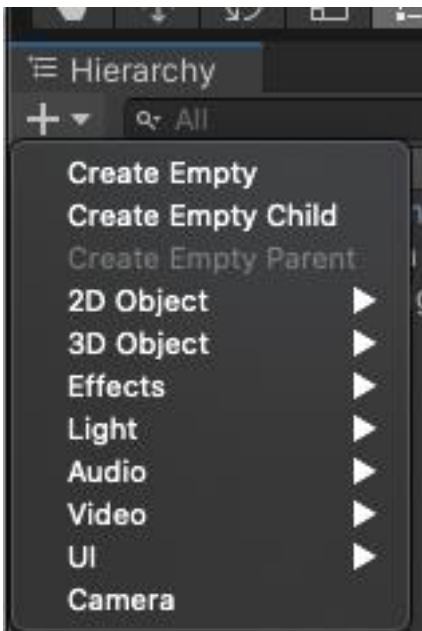 Hierarchy
All
Create Empty
Create Empty Child
Create Empty Parent
2D Object
3D Object
Effects
Light
Audio
Video
UI
Camera